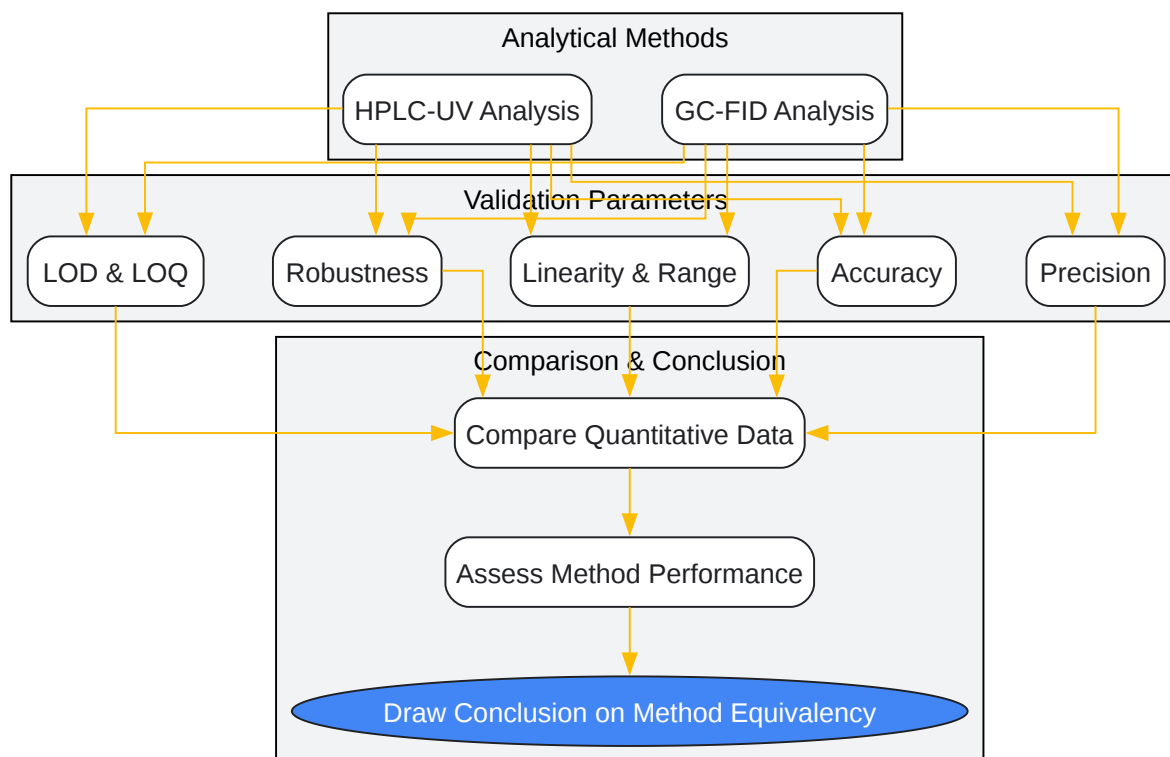 Analytical Methods
HPLC-UV Analysis
GC-FID Analysis
Validation Parameters
LOD & LOQ
Robustness
Linearity & Range
Accuracy
Precision
Comparison & Conclusion
Compare Quantitative Data
Assess Method Performance
Draw Conclusion on Method Equivalency